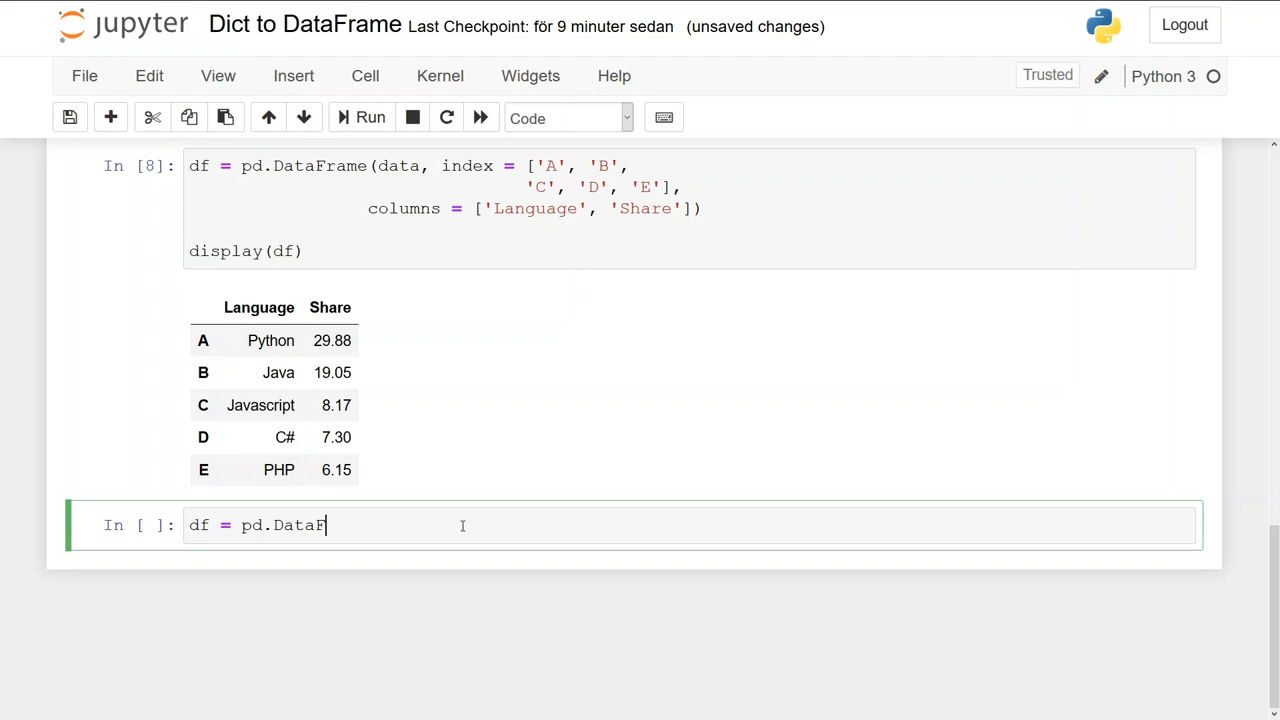 jupyter Dict to DataFrame Last Checkpoint: för 9 minuter sedan (unsaved changes) Logout
File Edit View Insert Cell Kernel Widgets Help Trusted Python 3
Run Code
In [8]: df = pd.DataFrame(data, index = ['A', 'B',
'C', 'D', 'E'],
columns = ['Language', 'Share'])
display(df)
Language Share
A Python 29.88
B Java 19.05
C Javascript 8.17
D C# 7.30
E PHP 6.15
In [ ]: df = pd.DataF